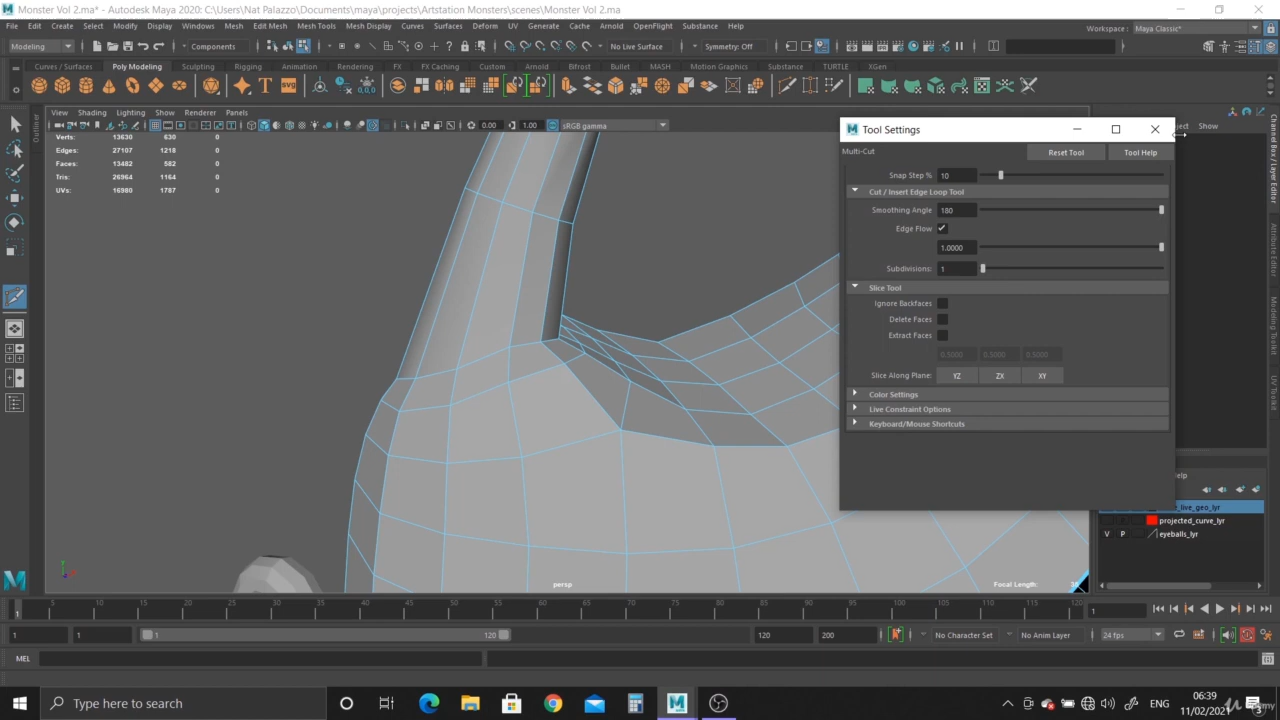 Monster Vol 2.ma* - Autodesk Maya 2020: C:\Users\Nat Palazzo\Documents\maya\projects\Artstation Monsters\scenes\Monster Vol 2.ma
File Edit Create Select Modify Display Windows Mesh Edit Mesh Mesh Tools Mesh Display Curves Surfaces Deform UV Generate Cache Arnold OpenFlight Substance Help
Workspace : Maya Classic*
Modeling Components No Live Surface Symmetry: Off
Curves / Surfaces Poly Modeling Sculpting Rigging Animation Rendering FX FX Caching Custom Arnold Bifrost Bullet MASH Motion Graphics Substance TURTLE XGen
View Shading Lighting Show Renderer Panels
0.00 1.00 sRGB gamma
Verts: 13630 630 0
Edges: 27107 1218 0
Faces: 13482 582 0
Tris: 26964 1164 0
UVs: 16980 1787 0
Tool Settings
ject Show
Multi-Cut Reset Tool Tool Help
Snap Step % 10
Cut / Insert Edge Loop Tool
Smoothing Angle 180
Edge Flow
1.0000
Subdivisions: 1
Slice Tool
Ignore Backfaces
Delete Faces
Extract Faces
0.5000 0.5000 0.5000
Slice Along Plane: YZ ZX XY
Color Settings
Live Constraint Options
Keyboard/Mouse Shortcuts
Outliner
Channel Box / Layer Editor
Attribute Editor
Modeling Toolkit
UV Toolkit
Help
_live_geo_lyr
projected_curve_lyr
V P eyeballs_lyr
persp
Focal Length:
5 10 15 20 25 30 35 40 45 50 55 60 65 70 75 80 85 90 95 100 105 110 115 120
1 1
1 1 1 120 120 200 No Character Set No Anim Layer 24 fps
MEL
Type here to search
ENG
06:39
11/02/2021